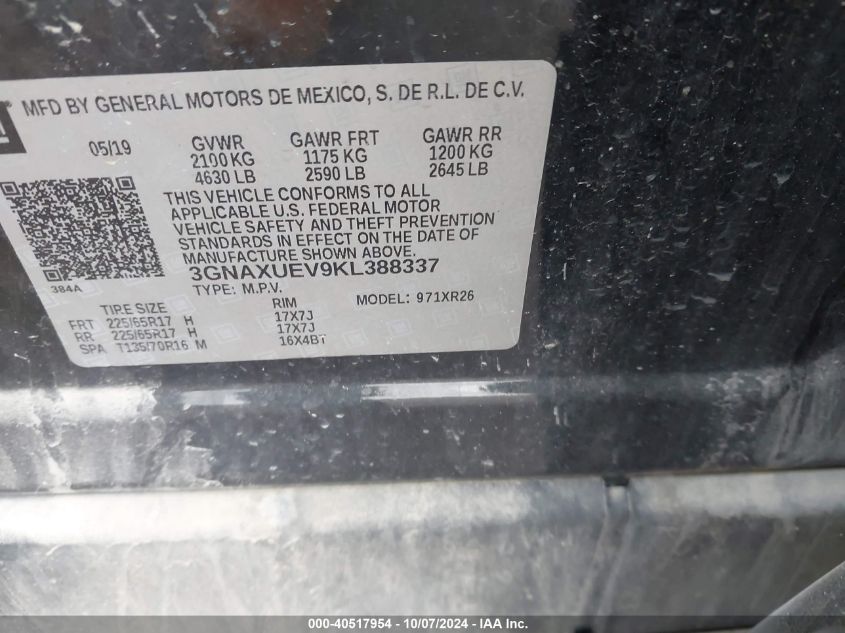 MFD BY GENERAL MOTORS DE MEXICO, S. DE R.L. DE C.V.
05/19 GVWR GAWR FRT GAWR RR
2100 KG 1175 KG 1200 KG
4630 LB 2590 LB 2645 LB
THIS VEHICLE CONFORMS TO ALL
APPLICABLE U.S. FEDERAL MOTOR
VEHICLE SAFETY AND THEFT PREVENTION
STANDARDS IN EFFECT ON THE DATE OF
MANUFACTURE SHOWN ABOVE.
3GNAXUEV9KL388337
384A TYPE: M.P.V. MODEL: 971XR26
TIRE SIZE RIM
FRT 225/65R17 H 17X7J
RR 225/65R17 H 17X7J
SPA T135/70R16 M 16X4BT
000-40517954 - 10/07/2024 - IAA Inc.